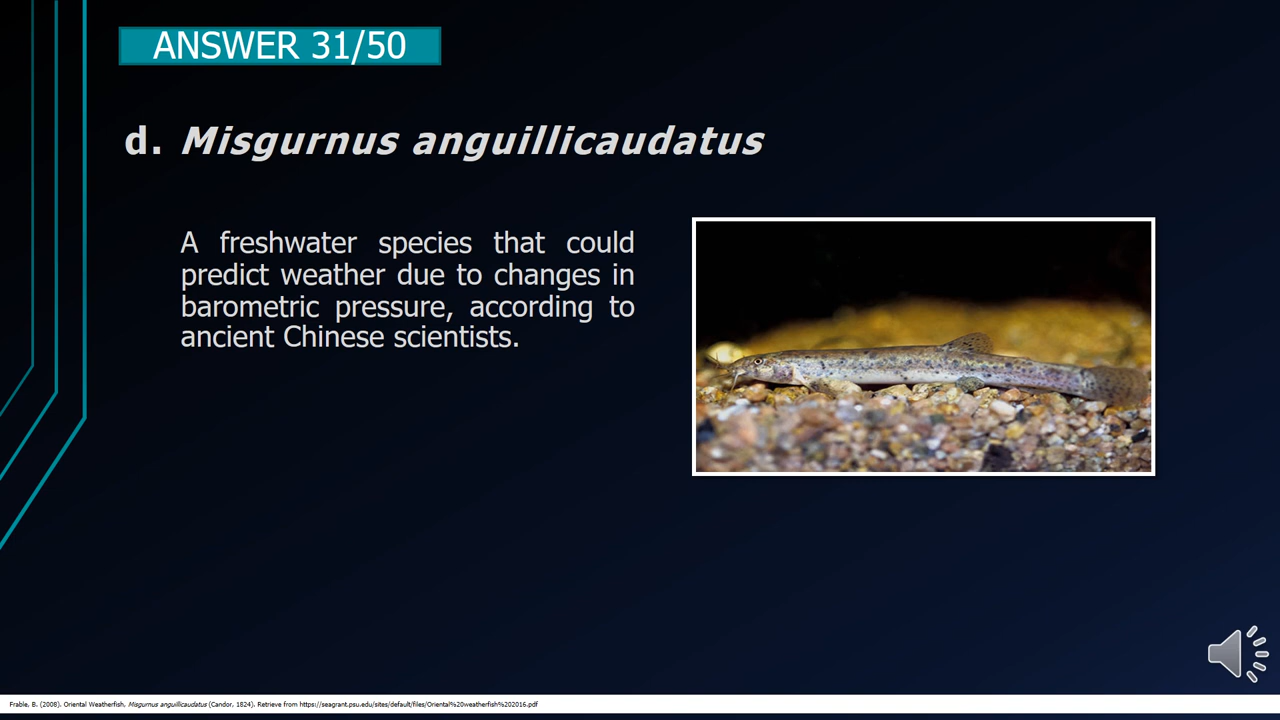 ANSWER 31/50
d. Misgurnus anguillicaudatus
A freshwater species that could
predict weather due to changes in
barometric pressure, according to
ancient Chinese scientists.
Frable, B. (2008). Oriental Weatherfish, Misgurnus anguillicaudatus (Candor, 1824). Retrieve from https://seagrant.psu.edu/sites/default/files/Oriental%20weatherfish%202016.pdf